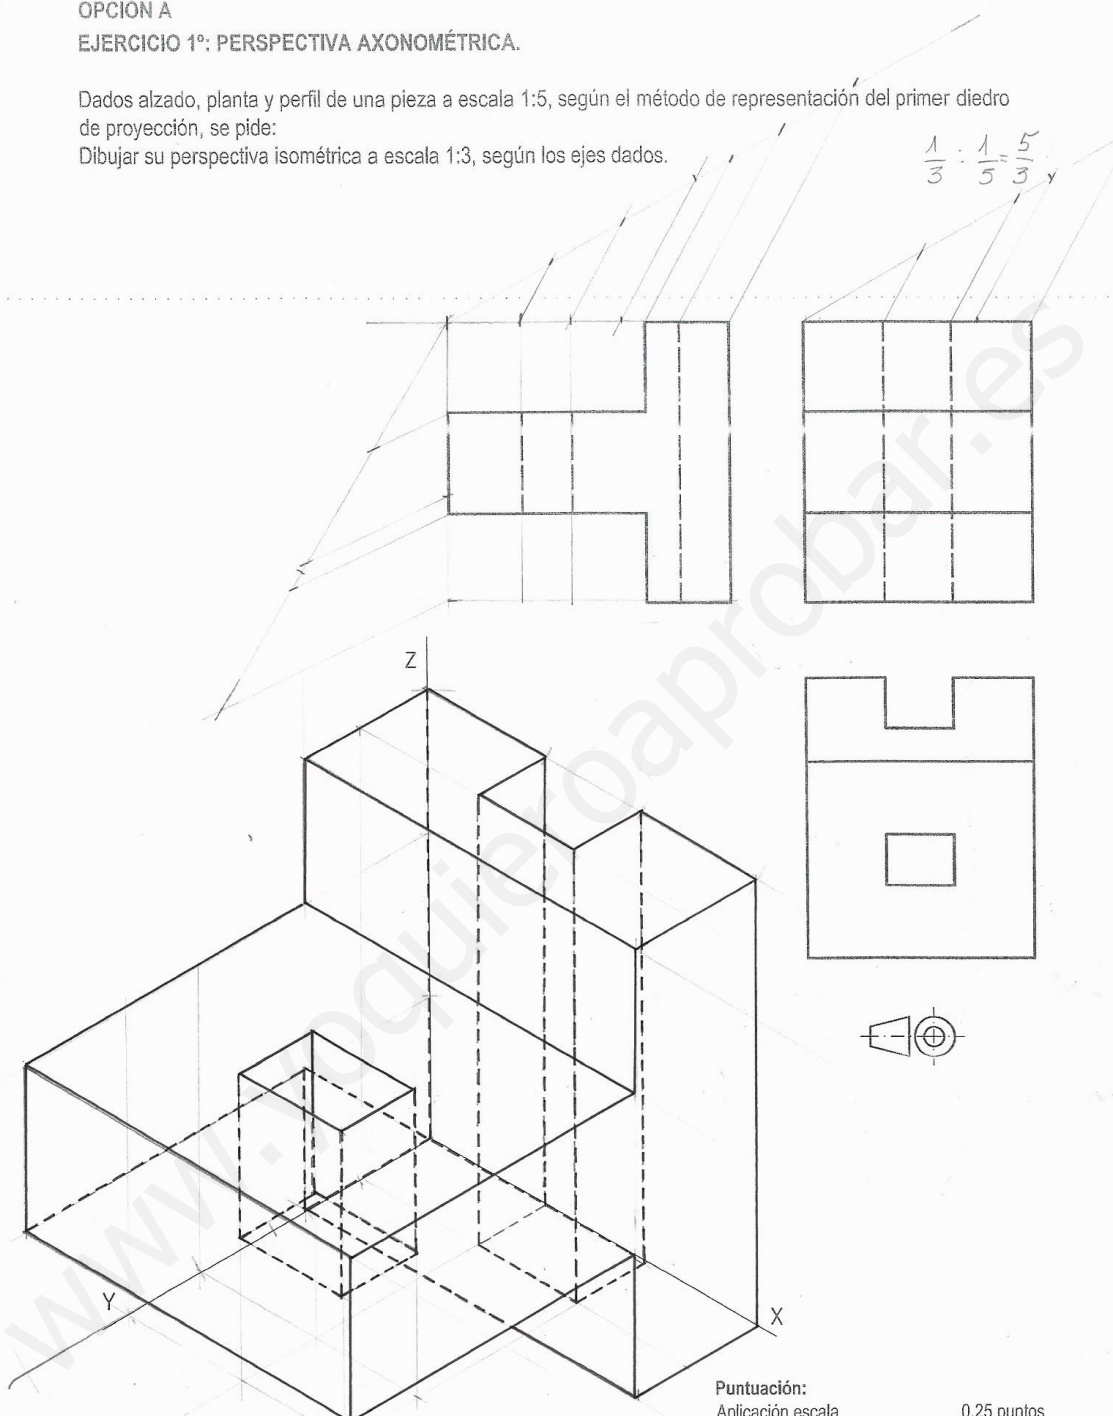 OPCIÓN A
EJERCICIO 1º: PERSPECTIVA AXONOMÉTRICA.
Dados alzado, planta y perfil de una pieza a escala 1:5, según el método de representación del primer diedro
de proyección, se pide:
Dibujar su perspectiva isométrica a escala 1:3, según los ejes dados.
1/3 : 1/5 = 5/3
Z
Y
X
www.yoquieroaprobar.es
Puntuación:
Aplicación escala 0,25 puntos